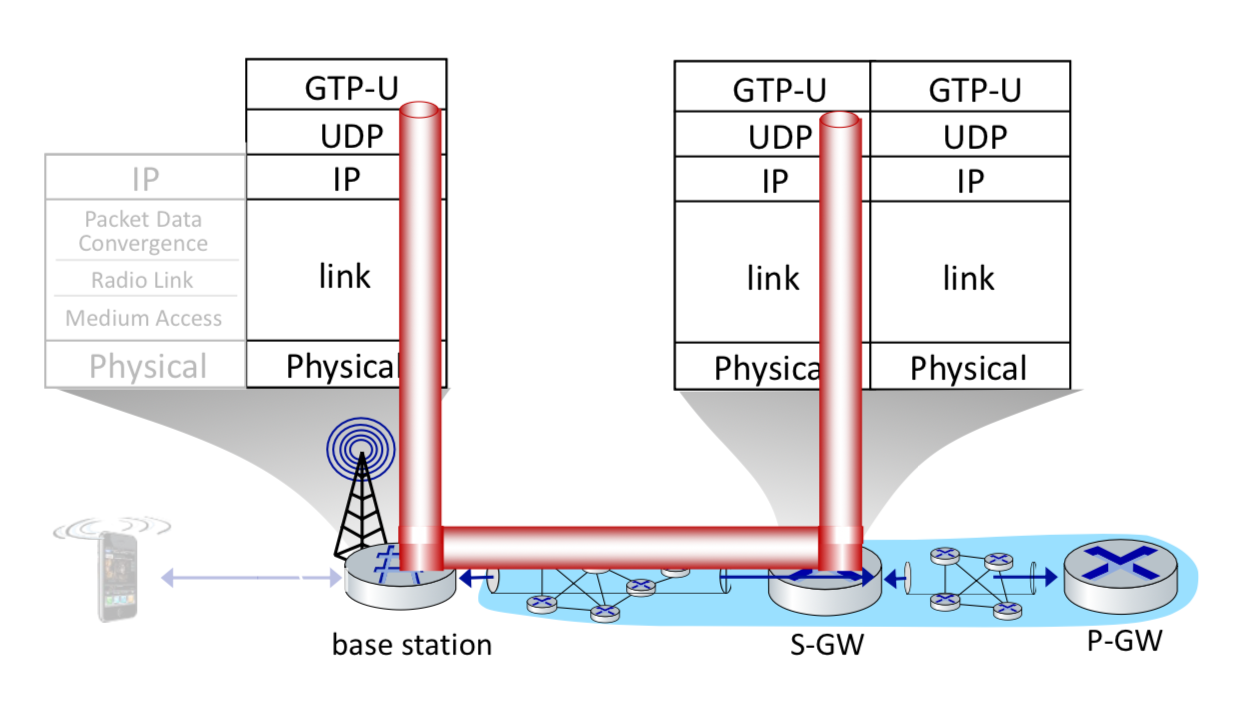 GTP-U
UDP
IP
link
Physical
IP
Packet Data
Convergence
Radio Link
Medium Access
Physical
GTP-U
UDP
IP
link
Physica
GTP-U
UDP
IP
link
Physical
base station
S-GW
P-GW